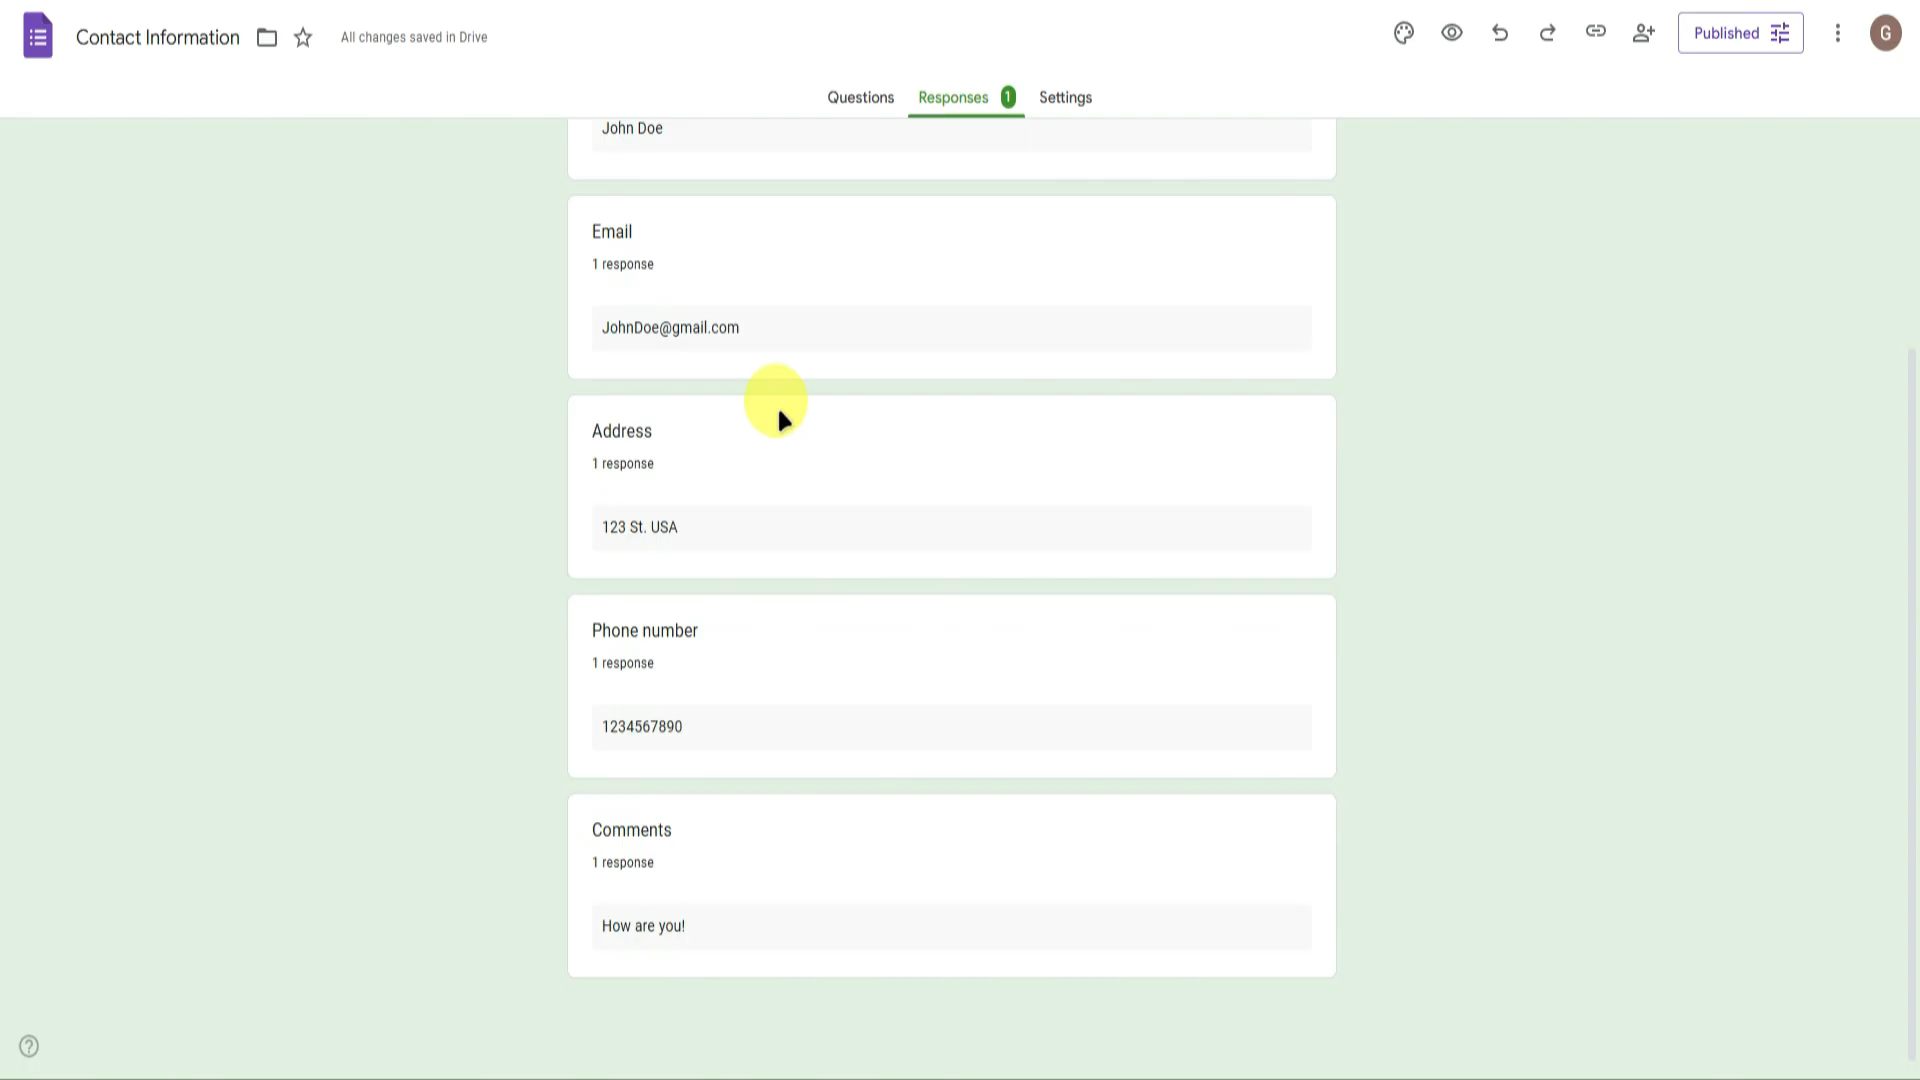 Contact Information
All changes saved in Drive
Published
G
Questions
Responses 1
Settings
John Doe
Email
1 response
JohnDoe@gmail.com
Address
1 response
123 St. USA
Phone number
1 response
1234567890
Comments
1 response
How are you!